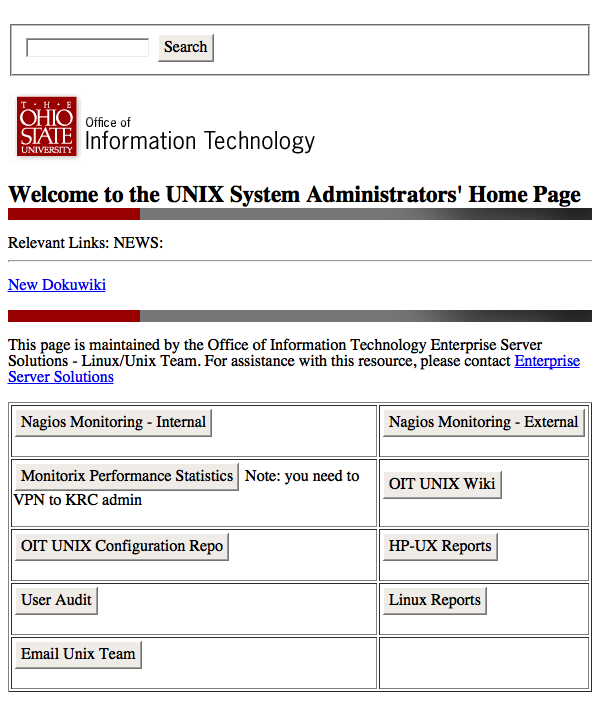 Search
T · H · E
OHIO
STATE
UNIVERSITY
Office of
Information Technology
Welcome to the UNIX System Administrators' Home Page
Relevant Links: NEWS:
New Dokuwiki
This page is maintained by the Office of Information Technology Enterprise Server
Solutions - Linux/Unix Team. For assistance with this resource, please contact Enterprise
Server Solutions
Nagios Monitoring - Internal
Nagios Monitoring - External
Monitorix Performance Statistics Note: you need to
VPN to KRC admin
OIT UNIX Wiki
OIT UNIX Configuration Repo
HP-UX Reports
User Audit
Linux Reports
Email Unix Team